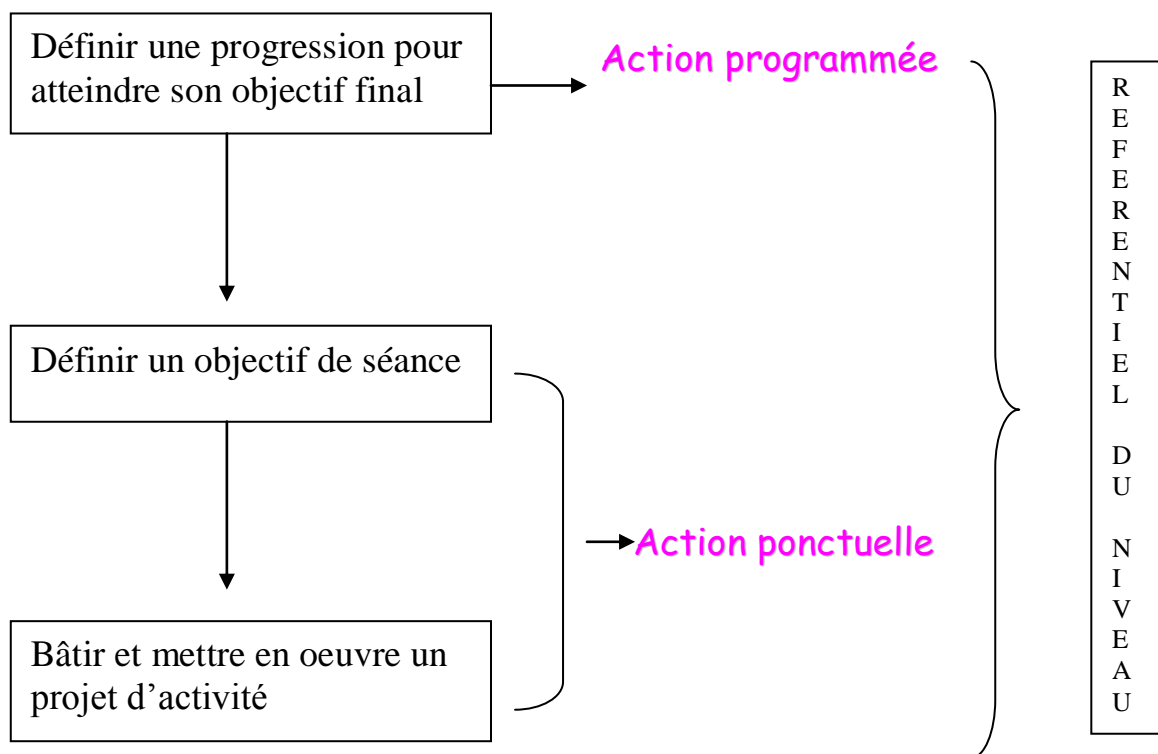 Définir une progression pour
atteindre son objectif final
Action programmée
Définir un objectif de séance
Action ponctuelle
Bâtir et mettre en oeuvre un
projet d’activité
R
E
F
E
R
E
N
T
I
E
L
D
U
N
I
V
E
A
U